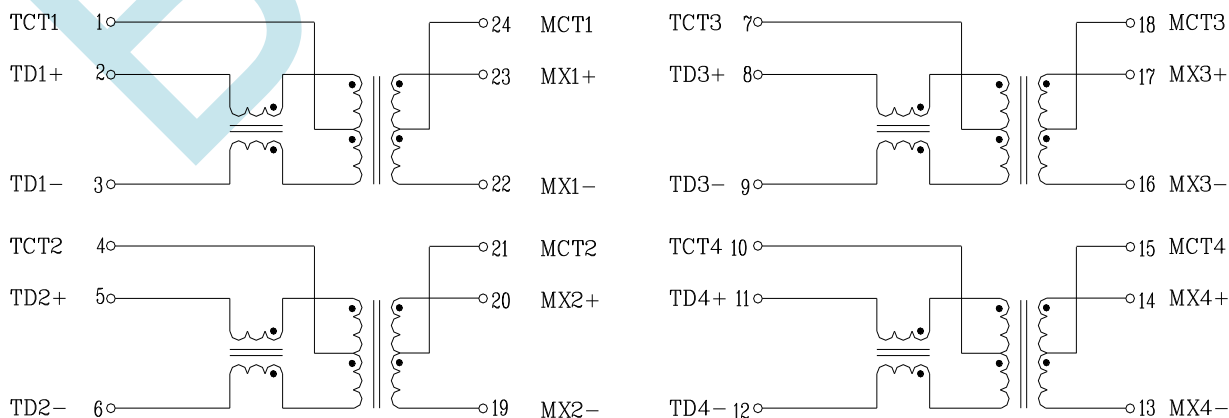 TCT1 1 24 MCT1
TD1+ 2 23 MX1+
TD1- 3 22 MX1-
TCT2 4 21 MCT2
TD2+ 5 20 MX2+
TD2- 6 19 MX2-
TCT3 7 18 MCT3
TD3+ 8 17 MX3+
TD3- 9 16 MX3-
TCT4 10 15 MCT4
TD4+ 11 14 MX4+
TD4- 12 13 MX4-